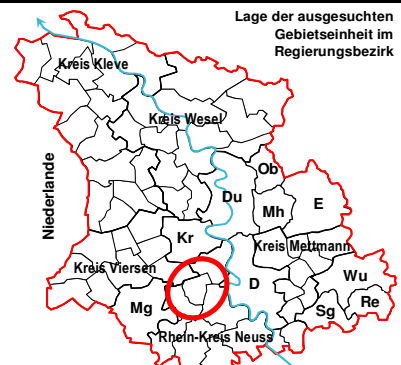 Lage der ausgesuchten
Gebietseinheit im
Regierungsbezirk
Kreis Kleve
Kreis Wesel
Niederlande
Ob
Du
Mh
E
Kr
Kreis Mettmann
Kreis Viersen
Wu
D
Mg
Sg
Re
Rhein-Kreis Neuss